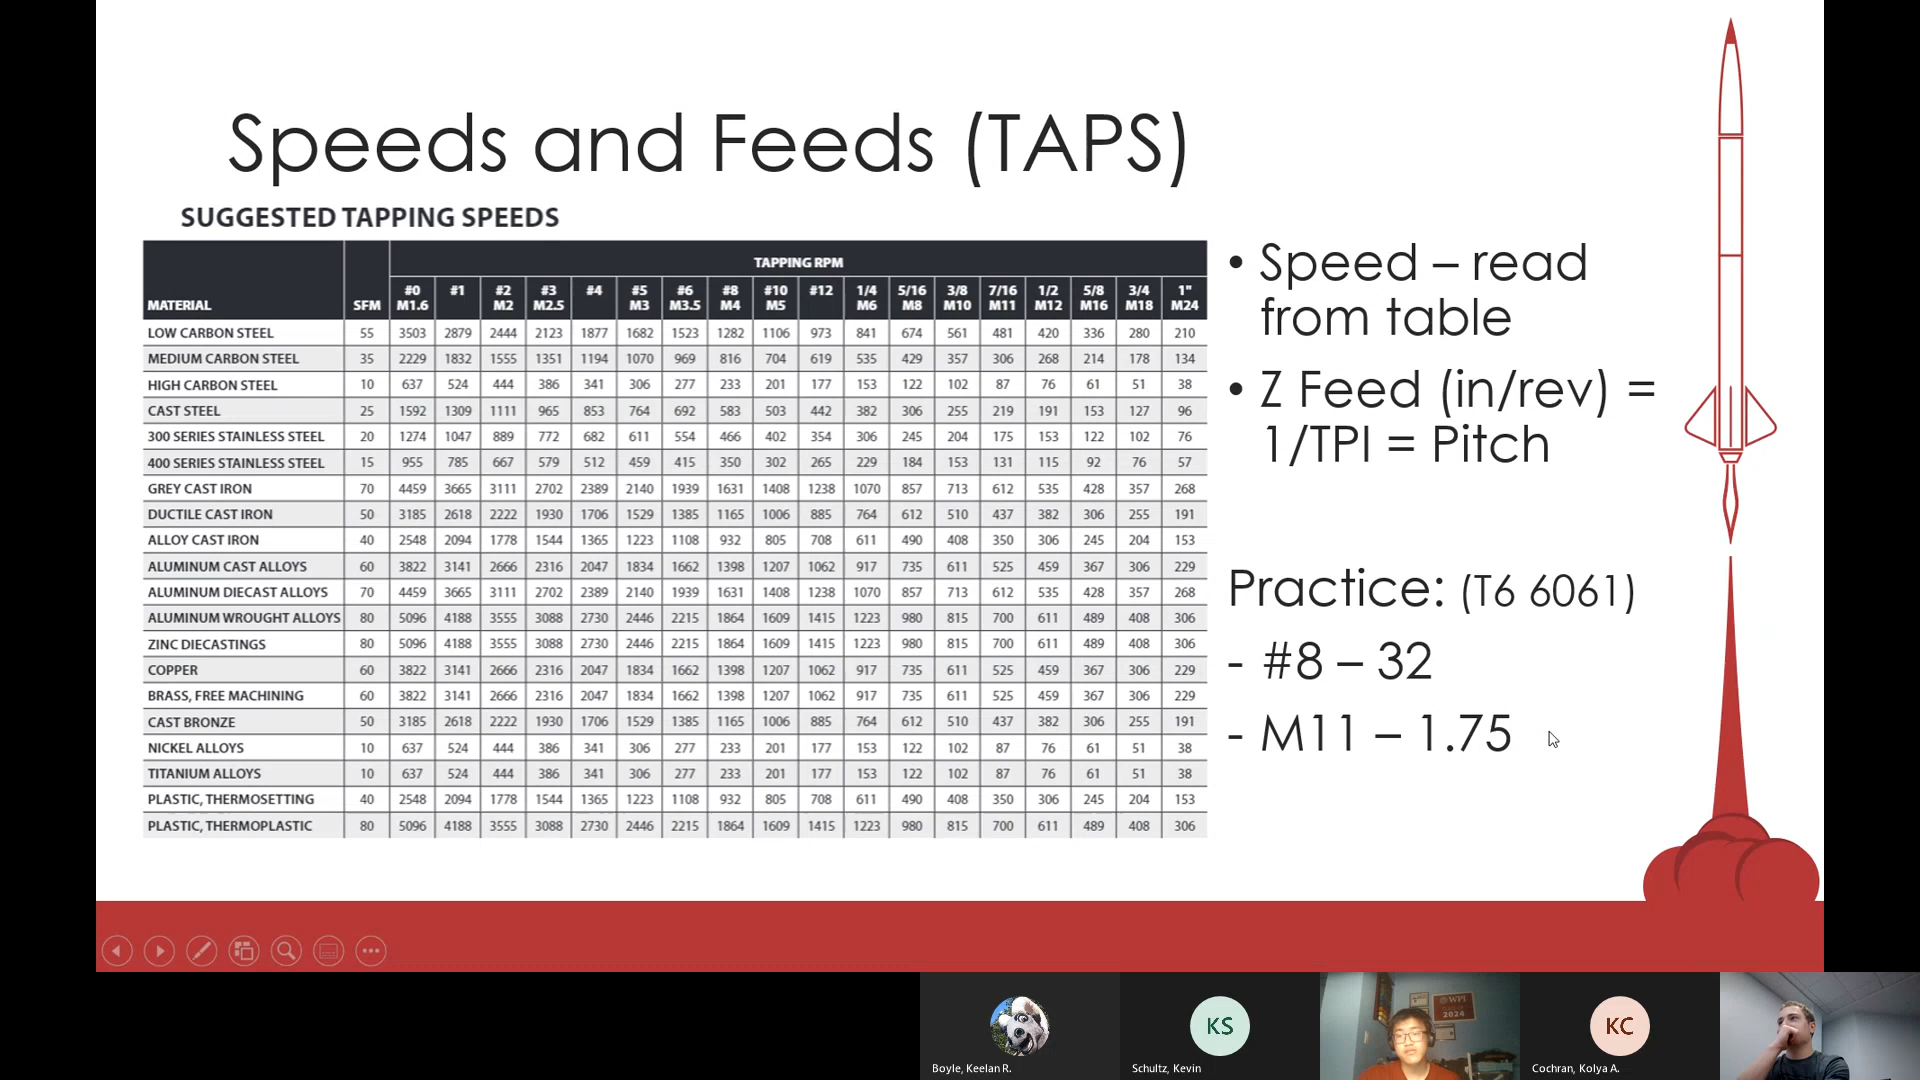 Speeds and Feeds (TAPS)
SUGGESTED TAPPING SPEEDS
TAPPING RPM
MATERIAL SFM #0 M1.6 #1 #2 M2 #3 M2.5 #4 #5 M3 #6 M3.5 #8 M4 #10 M5 #12 1/4 M6 5/16 M8 3/8 M10 7/16 M11 1/2 M12 5/8 M16 3/4 M18 1" M24
LOW CARBON STEEL 55 3503 2879 2444 2123 1877 1682 1523 1282 1106 973 841 674 561 481 420 336 280 210
MEDIUM CARBON STEEL 35 2229 1832 1555 1351 1194 1070 969 816 704 619 535 429 357 306 268 214 178 134
HIGH CARBON STEEL 10 637 524 444 386 341 306 277 233 201 177 153 122 102 87 76 61 51 38
CAST STEEL 25 1592 1309 1111 965 853 764 692 583 503 442 382 306 255 219 191 153 127 96
300 SERIES STAINLESS STEEL 20 1274 1047 889 772 682 611 554 466 402 354 306 245 204 175 153 122 102 76
400 SERIES STAINLESS STEEL 15 955 785 667 579 512 459 415 350 302 265 229 184 153 131 115 92 76 57
GREY CAST IRON 70 4459 3665 3111 2702 2389 2140 1939 1631 1408 1238 1070 857 713 612 535 428 357 268
DUCTILE CAST IRON 50 3185 2618 2222 1930 1706 1529 1385 1165 1006 885 764 612 510 437 382 306 255 191
ALLOY CAST IRON 40 2548 2094 1778 1544 1365 1223 1108 932 805 708 611 490 408 350 306 245 204 153
ALUMINUM CAST ALLOYS 60 3822 3141 2666 2316 2047 1834 1662 1398 1207 1062 917 735 611 525 459 367 306 229
ALUMINUM DIECAST ALLOYS 70 4459 3665 3111 2702 2389 2140 1939 1631 1408 1238 1070 857 713 612 535 428 357 268
ALUMINUM WROUGHT ALLOYS 80 5096 4188 3555 3088 2730 2446 2215 1864 1609 1415 1223 980 815 700 611 489 408 306
ZINC DIECASTINGS 80 5096 4188 3555 3088 2730 2446 2215 1864 1609 1415 1223 980 815 700 611 489 408 306
COPPER 60 3822 3141 2666 2316 2047 1834 1662 1398 1207 1062 917 735 611 525 459 367 306 229
BRASS, FREE MACHINING 60 3822 3141 2666 2316 2047 1834 1662 1398 1207 1062 917 735 611 525 459 367 306 229
CAST BRONZE 50 3185 2618 2222 1930 1706 1529 1385 1165 1006 885 764 612 510 437 382 306 255 191
NICKEL ALLOYS 10 637 524 444 386 341 306 277 233 201 177 153 122 102 87 76 61 51 38
TITANIUM ALLOYS 10 637 524 444 386 341 306 277 233 201 177 153 122 102 87 76 61 51 38
PLASTIC, THERMOSETTING 40 2548 2094 1778 1544 1365 1223 1108 932 805 708 611 490 408 350 306 245 204 153
PLASTIC, THERMOPLASTIC 80 5096 4188 3555 3088 2730 2446 2215 1864 1609 1415 1223 980 815 700 611 489 408 306
• Speed – read
from table
• Z Feed (in/rev) =
1/TPI = Pitch
Practice: (T6 6061)
- #8 – 32
- M11 – 1.75
KS
WPI
2024
KC
Boyle, Keelan R.
Schultz, Kevin
Cochran, Kolya A.